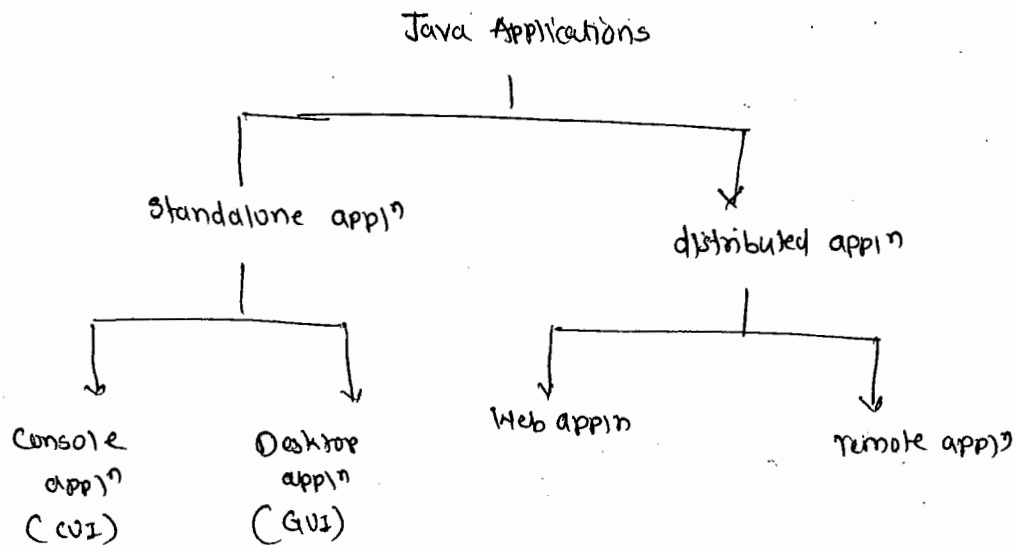 Java Applications
Standalone applⁿ
distributed applⁿ
Console
applⁿ
(CUI)
Desktop
applⁿ
(GUI)
Web appln
remote applⁿ